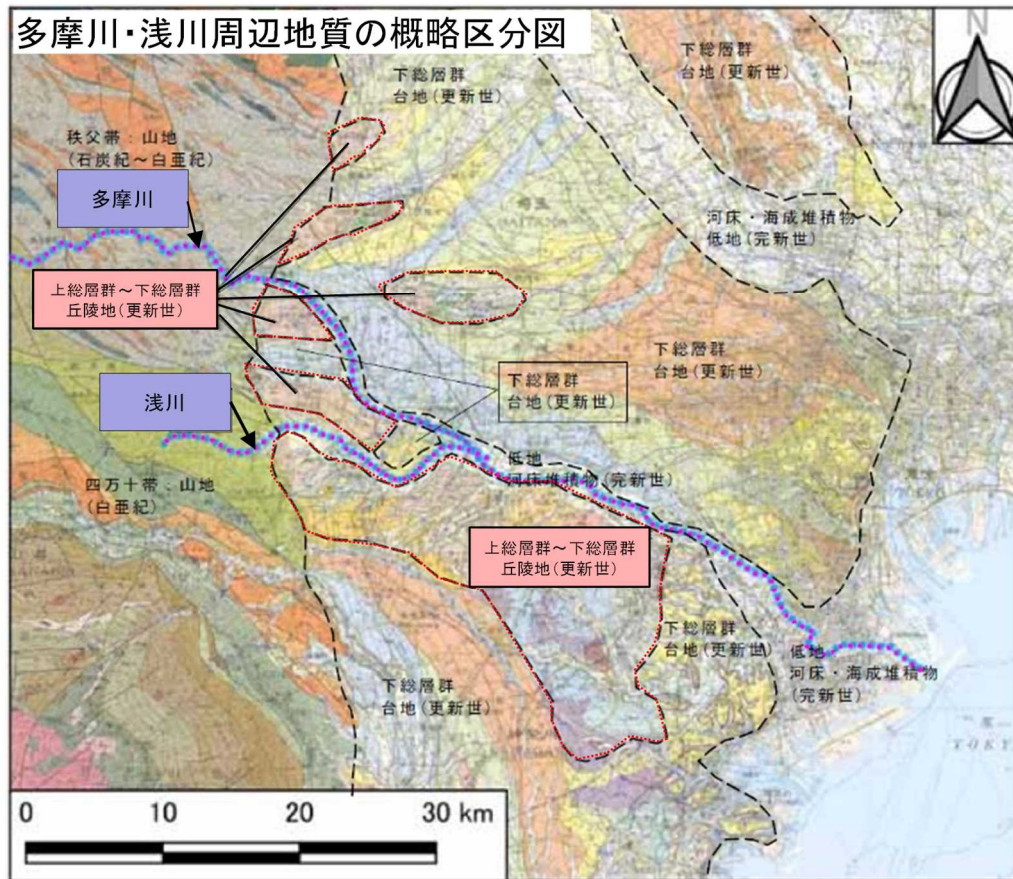 多摩川・浅川周辺地質の概略区分図
N
下総層群
台地(更新世)
下総層群
台地(更新世)
秩父帯:山地
(石炭紀~白亜紀)
多摩川
河床・海成堆積物
低地(完新世)
上総層群~下総層群
丘陵地(更新世)
下総層群
台地(更新世)
下総層群
台地(更新世)
浅川
低地
河床堆積物(完新世)
四万十帯:山地
(白亜紀)
上総層群~下総層群
丘陵地(更新世)
下総層群
台地(更新世)
低地
河床・海成堆積物
(完新世)
下総層群
台地(更新世)
TOKY
0 10 20 30 km